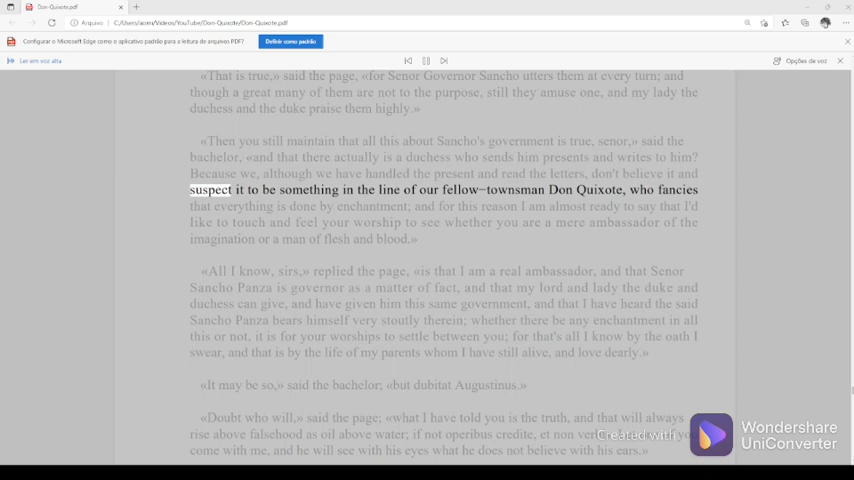 Don-Quixote.pdf
Arquivo
C:/Users/acers/Videos/YouTube/Don-Quixote/Don-Quixote.pdf
Configurar o Microsoft Edge como o aplicativo padrão para a leitura de arquivos PDF?
Definir como padrão
Ler em voz alta
Opções de voz
«That is true,» said the page, «for Senor Governor Sancho utters them at every turn; and
though a great many of them are not to the purpose, still they amuse one, and my lady the
duchess and the duke praise them highly.»
«Then you still maintain that all this about Sancho's government is true, senor,» said the
bachelor, «and that there actually is a duchess who sends him presents and writes to him?
Because we, although we have handled the present and read the letters, don't believe it and
suspect it to be something in the line of our fellow-townsman Don Quixote, who fancies
that everything is done by enchantment; and for this reason I am almost ready to say that I'd
like to touch and feel your worship to see whether you are a mere ambassador of the
imagination or a man of flesh and blood.»
«All I know, sirs,» replied the page, «is that I am a real ambassador, and that Senor
Sancho Panza is governor as a matter of fact, and that my lord and lady the duke and
duchess can give, and have given him this same government, and that I have heard the said
Sancho Panza bears himself very stoutly therein; whether there be any enchantment in all
this or not, it is for your worships to settle between you; for that's all I know by the oath I
swear, and that is by the life of my parents whom I have still alive, and love dearly.»
«It may be so,» said the bachelor; «but dubitat Augustinus.»
«Doubt who will,» said the page; «what I have told you is the truth, and that will always
rise above falsehood as oil above water; if not operibus credite, et non
come with me, and he will see with his eyes what he does not believe with his ears.»
Created with
Wondershare
UniConverter